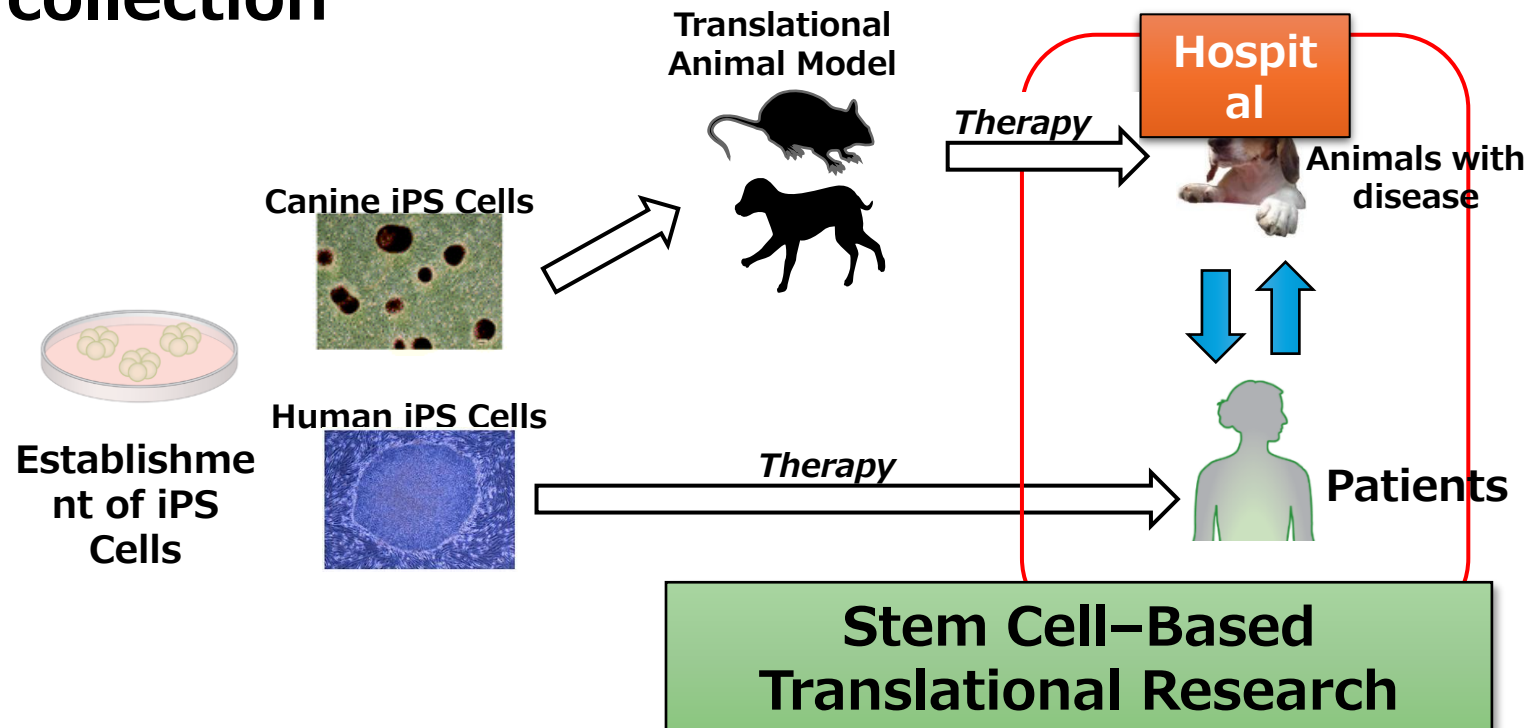 collection
Translational
Animal Model
Hospit
al
Therapy
Animals with
disease
Canine iPS Cells
Human iPS Cells
Establishme
nt of iPS
Cells
Therapy
Patients
Stem Cell–Based
Translational Research